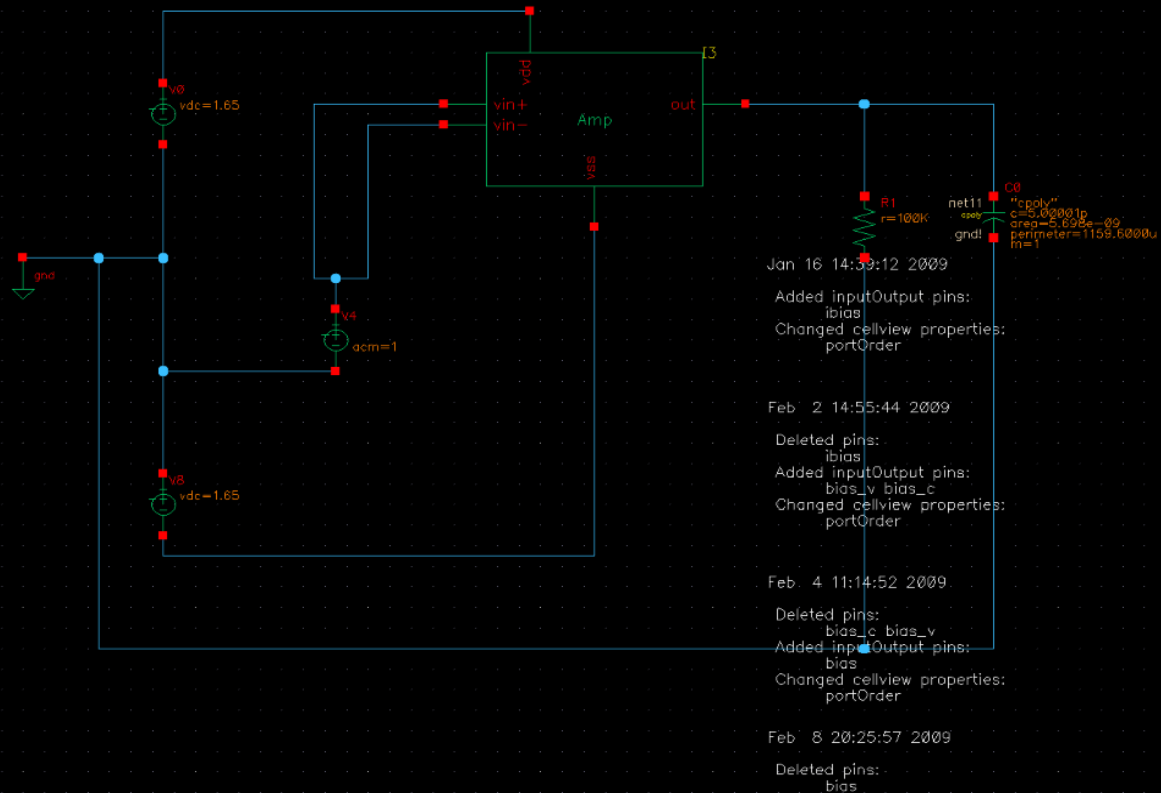 I3
vdd
V0
vdc=1.65
vin+
out
vin-
Amp
vss
C0
R1
net11
"cpoly"
r=100K
cpoly
c=5.00001p
area=5.698e-09
gnd!
perimeter=1159.6000u
m=1
gnd
Jan 16 14:39:12 2009
Added inputOutput pins:
ibias
Changed cellview properties:
portOrder
V4
acm=1
Feb 2 14:55:44 2009
Deleted pins:
ibias
Added inputOutput pins:
bias_v bias_c
Changed cellview properties:
portOrder
V8
vdc=1.65
Feb 4 11:14:52 2009
Deleted pins:
bias_c bias_v
Added inputOutput pins:
bias
Changed cellview properties:
portOrder
Feb 8 20:25:57 2009
Deleted pins:
bias